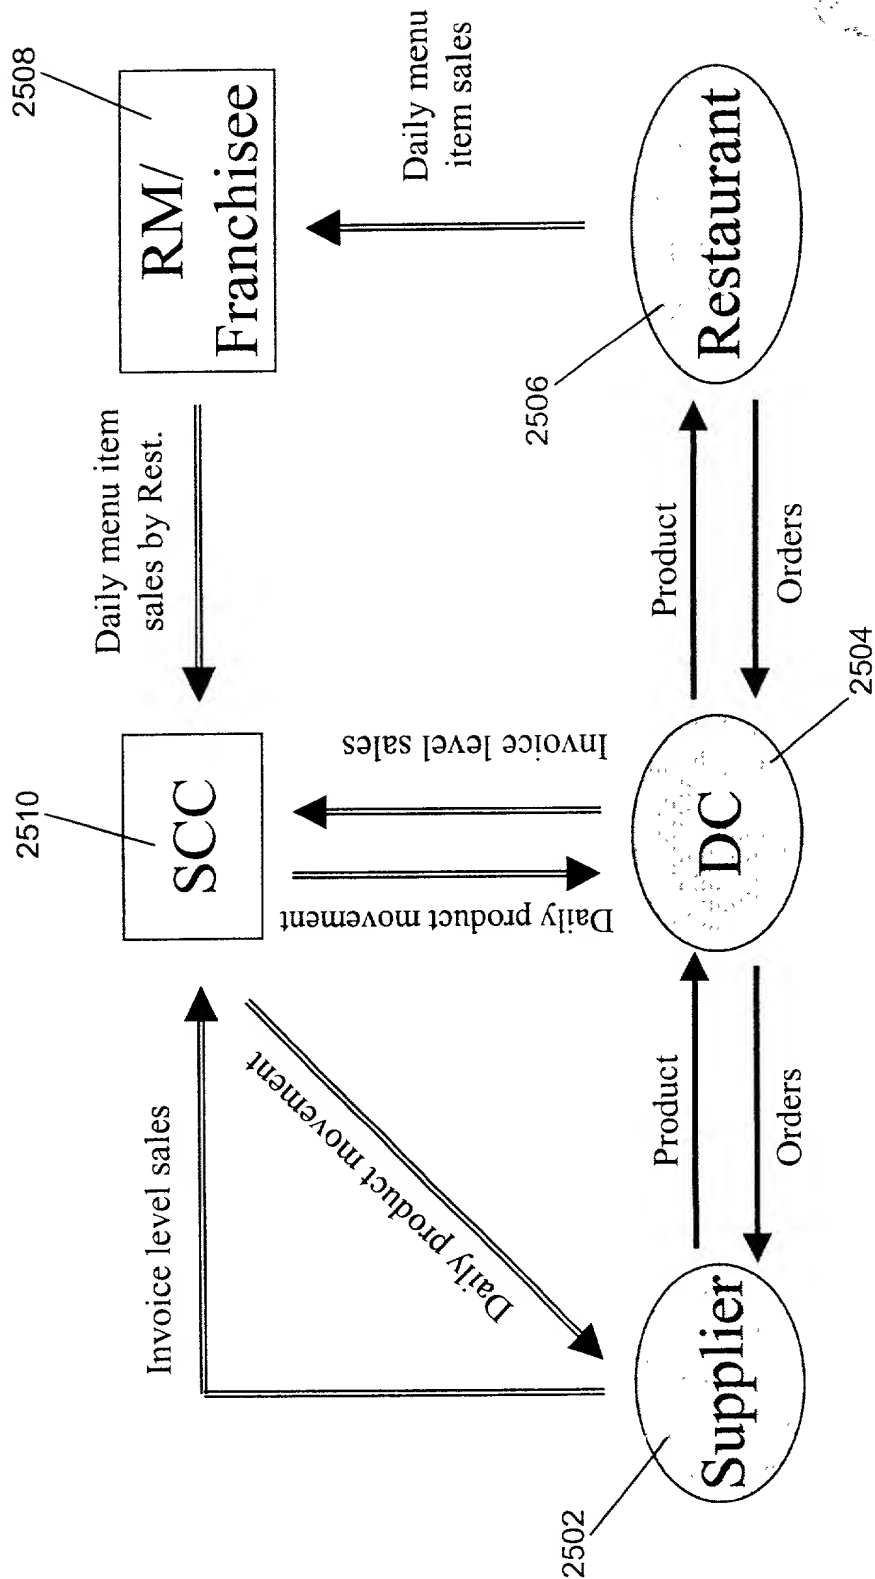 2510
2508
SCC
RM/
Franchisee
Invoice level sales
Daily menu item
sales by Rest.
Daily menu
item sales
Daily product movement
Daily product movement
Invoice level sales
2506
2502
Supplier
Product
Orders
DC
2504
Product
Orders
Restaurant